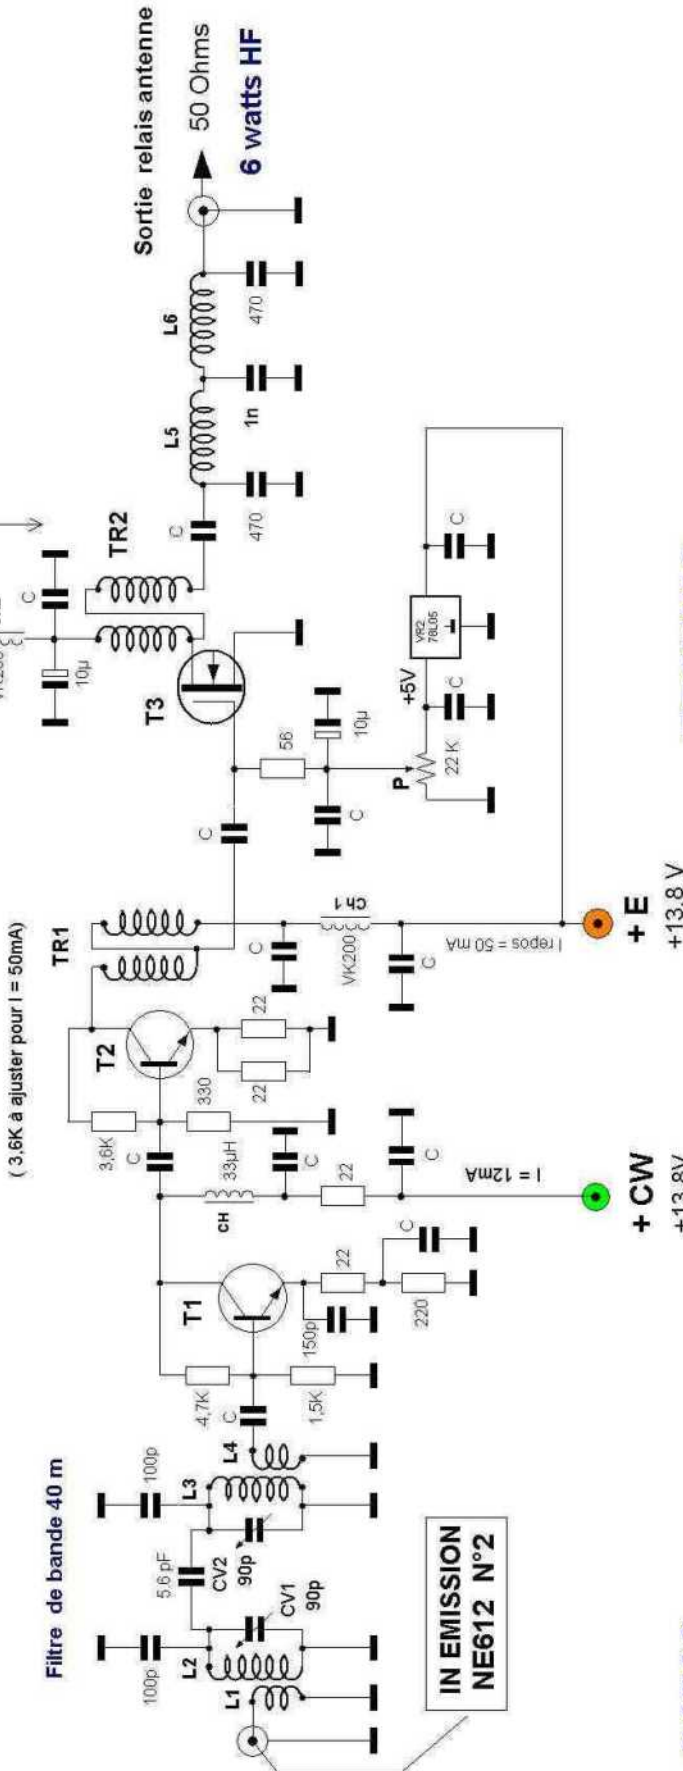 Filtre de bande 40 m
( 3,6K à ajuster pour I = 50mA)
Sortie relais antenne
50 Ohms
6 watts HF
IN EMISSION
NE612 N°2
L1
L2
100p
CV1
90p
5.6 pF
CV2
90p
L3
100p
L4
C
4,7K
1,5K
T1
150p
22
220
C
CH
33µH
C
22
C
I = 12mA
+ CW
+13,8V
C
3,6K
330
T2
22
22
TR1
C
Ch 1
VK200
C
I repos = 50 mA
+ E
+13,8 V
C
56
C
10µ
P
22 K
+5V
C
VR2
78L05
C
T3
10µ
C
TR2
C
470
L5
1n
L6
470